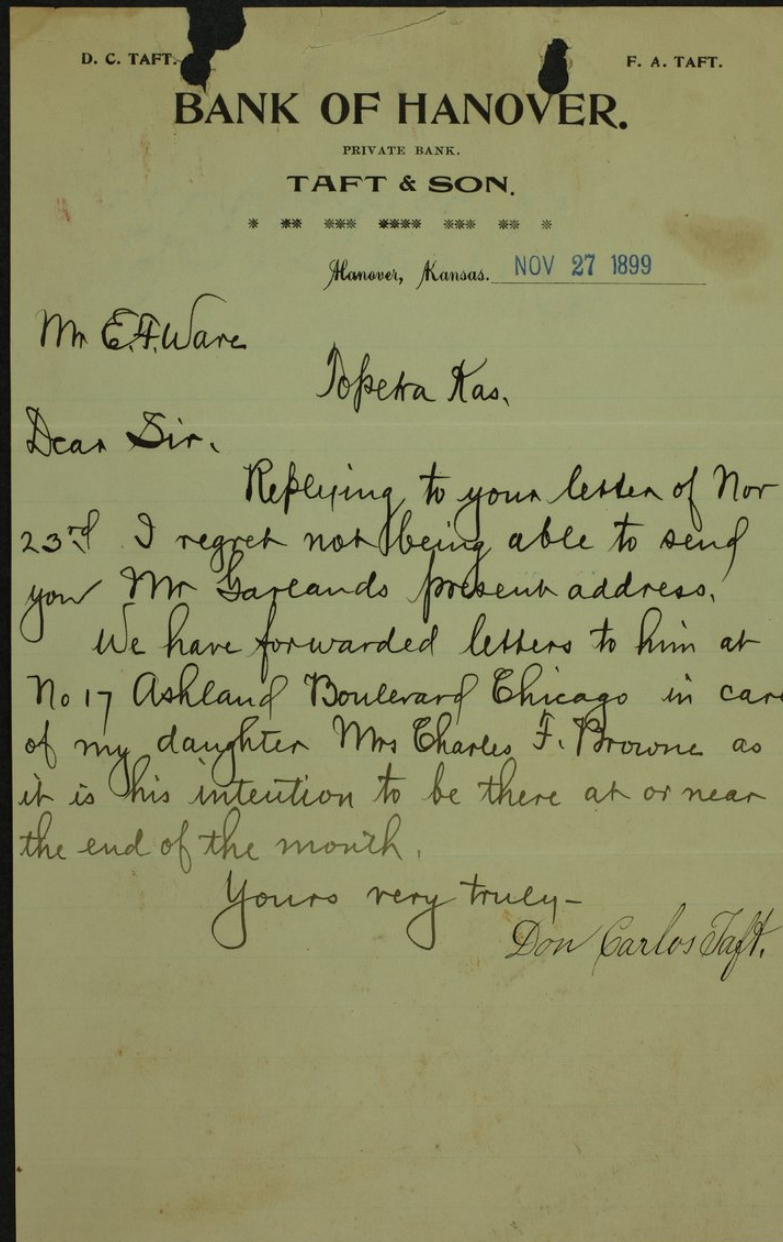 D. C. TAFT. F. A. TAFT.
BANK OF HANOVER.
PRIVATE BANK.
TAFT & SON.
Hanover, Kansas. NOV 27 1899
Mr E. F. Ware
Topeka Kas.
Dear Sir.
Replying to your letter of Nov
23rd I regret not being able to send
you Mr Garlands present address.
We have forwarded letters to him at
No 17 Ashland Boulevard Chicago in care
of my daughter Mrs Charles F. Browne as
it is his intention to be there at or near
the end of the month.
Yours very truly—
Don Carlos Taft.